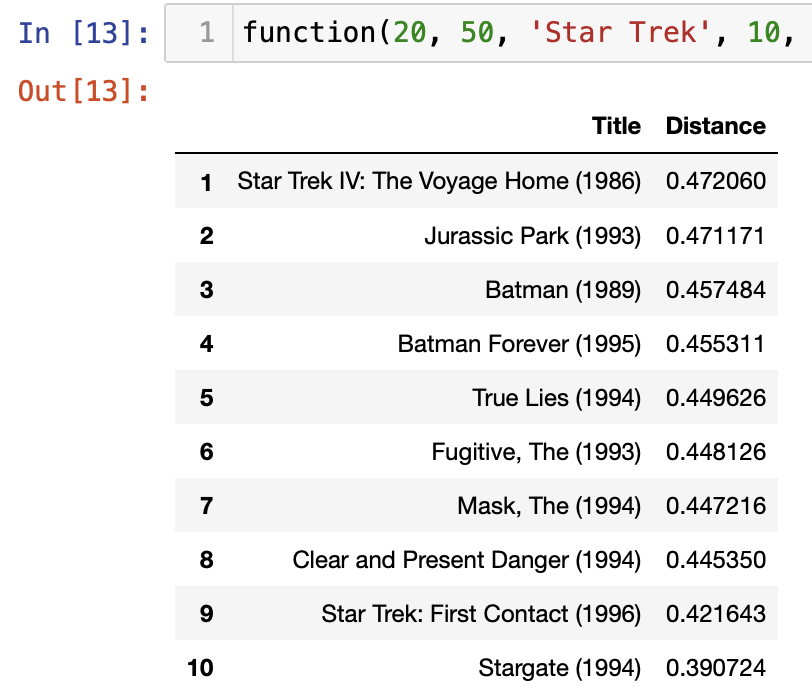 In [13]: 1 function(20, 50, 'Star Trek', 10,
Out[13]:
Title Distance
1 Star Trek IV: The Voyage Home (1986) 0.472060
2 Jurassic Park (1993) 0.471171
3 Batman (1989) 0.457484
4 Batman Forever (1995) 0.455311
5 True Lies (1994) 0.449626
6 Fugitive, The (1993) 0.448126
7 Mask, The (1994) 0.447216
8 Clear and Present Danger (1994) 0.445350
9 Star Trek: First Contact (1996) 0.421643
10 Stargate (1994) 0.390724